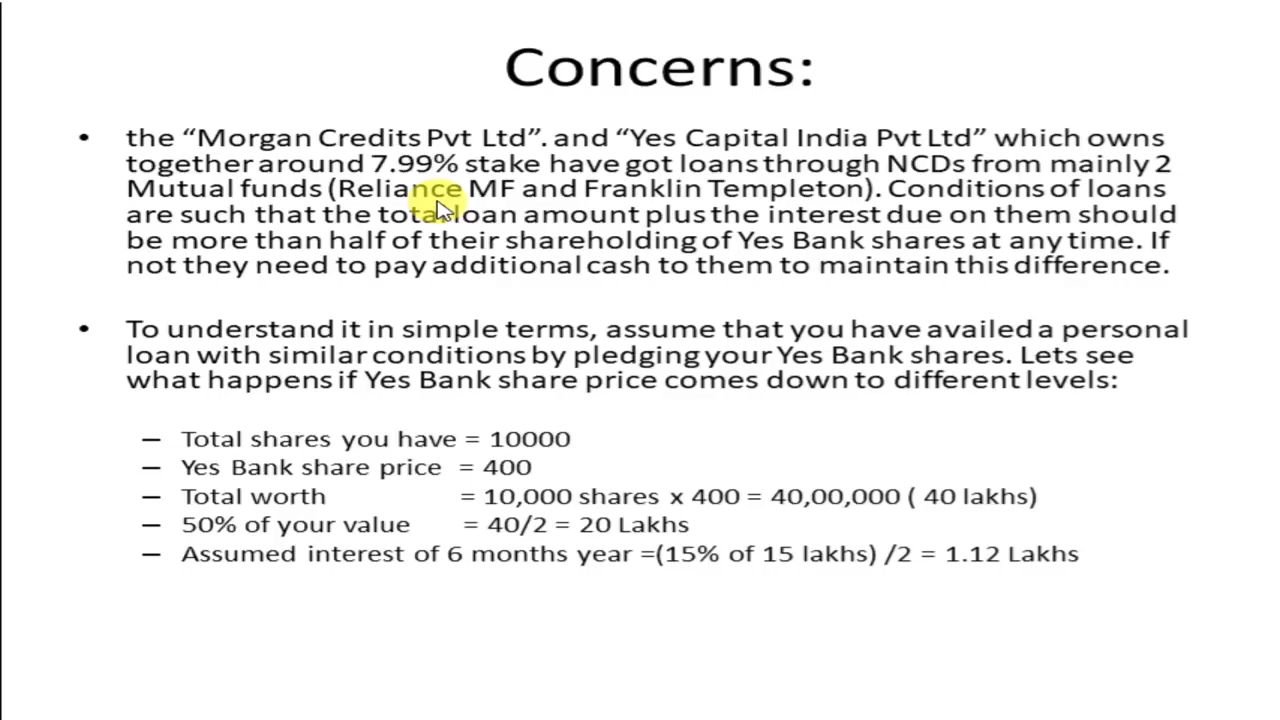 Concerns:
• the “Morgan Credits Pvt Ltd”. and “Yes Capital India Pvt Ltd” which owns
together around 7.99% stake have got loans through NCDs from mainly 2
Mutual funds (Reliance MF and Franklin Templeton). Conditions of loans
are such that the total loan amount plus the interest due on them should
be more than half of their shareholding of Yes Bank shares at any time. If
not they need to pay additional cash to them to maintain this difference.
• To understand it in simple terms, assume that you have availed a personal
loan with similar conditions by pledging your Yes Bank shares. Lets see
what happens if Yes Bank share price comes down to different levels:
– Total shares you have = 10000
– Yes Bank share price = 400
– Total worth = 10,000 shares x 400 = 40,00,000 ( 40 lakhs)
– 50% of your value = 40/2 = 20 Lakhs
– Assumed interest of 6 months year =(15% of 15 lakhs) /2 = 1.12 Lakhs